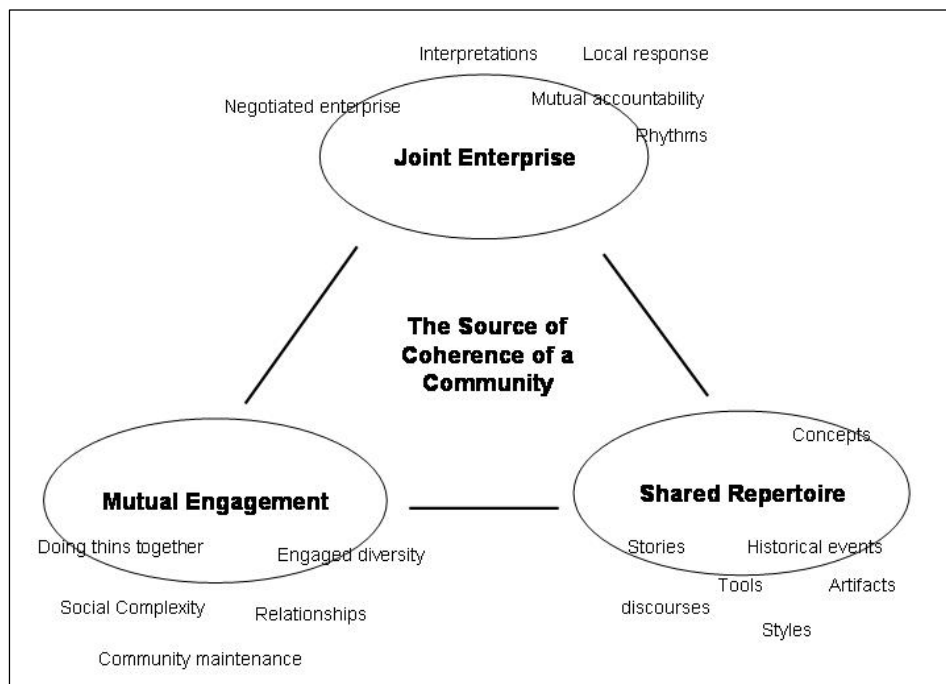 Interpretations
Local response
Negotiated enterprise
Mutual accountability
Rhythms
Joint Enterprise
The Source of
Coherence of a
Community
Mutual Engagement
Doing thins together
Engaged diversity
Social Complexity
Relationships
Community maintenance
Concepts
Shared Repertoire
Stories
Historical events
Tools
Artifacts
discourses
Styles